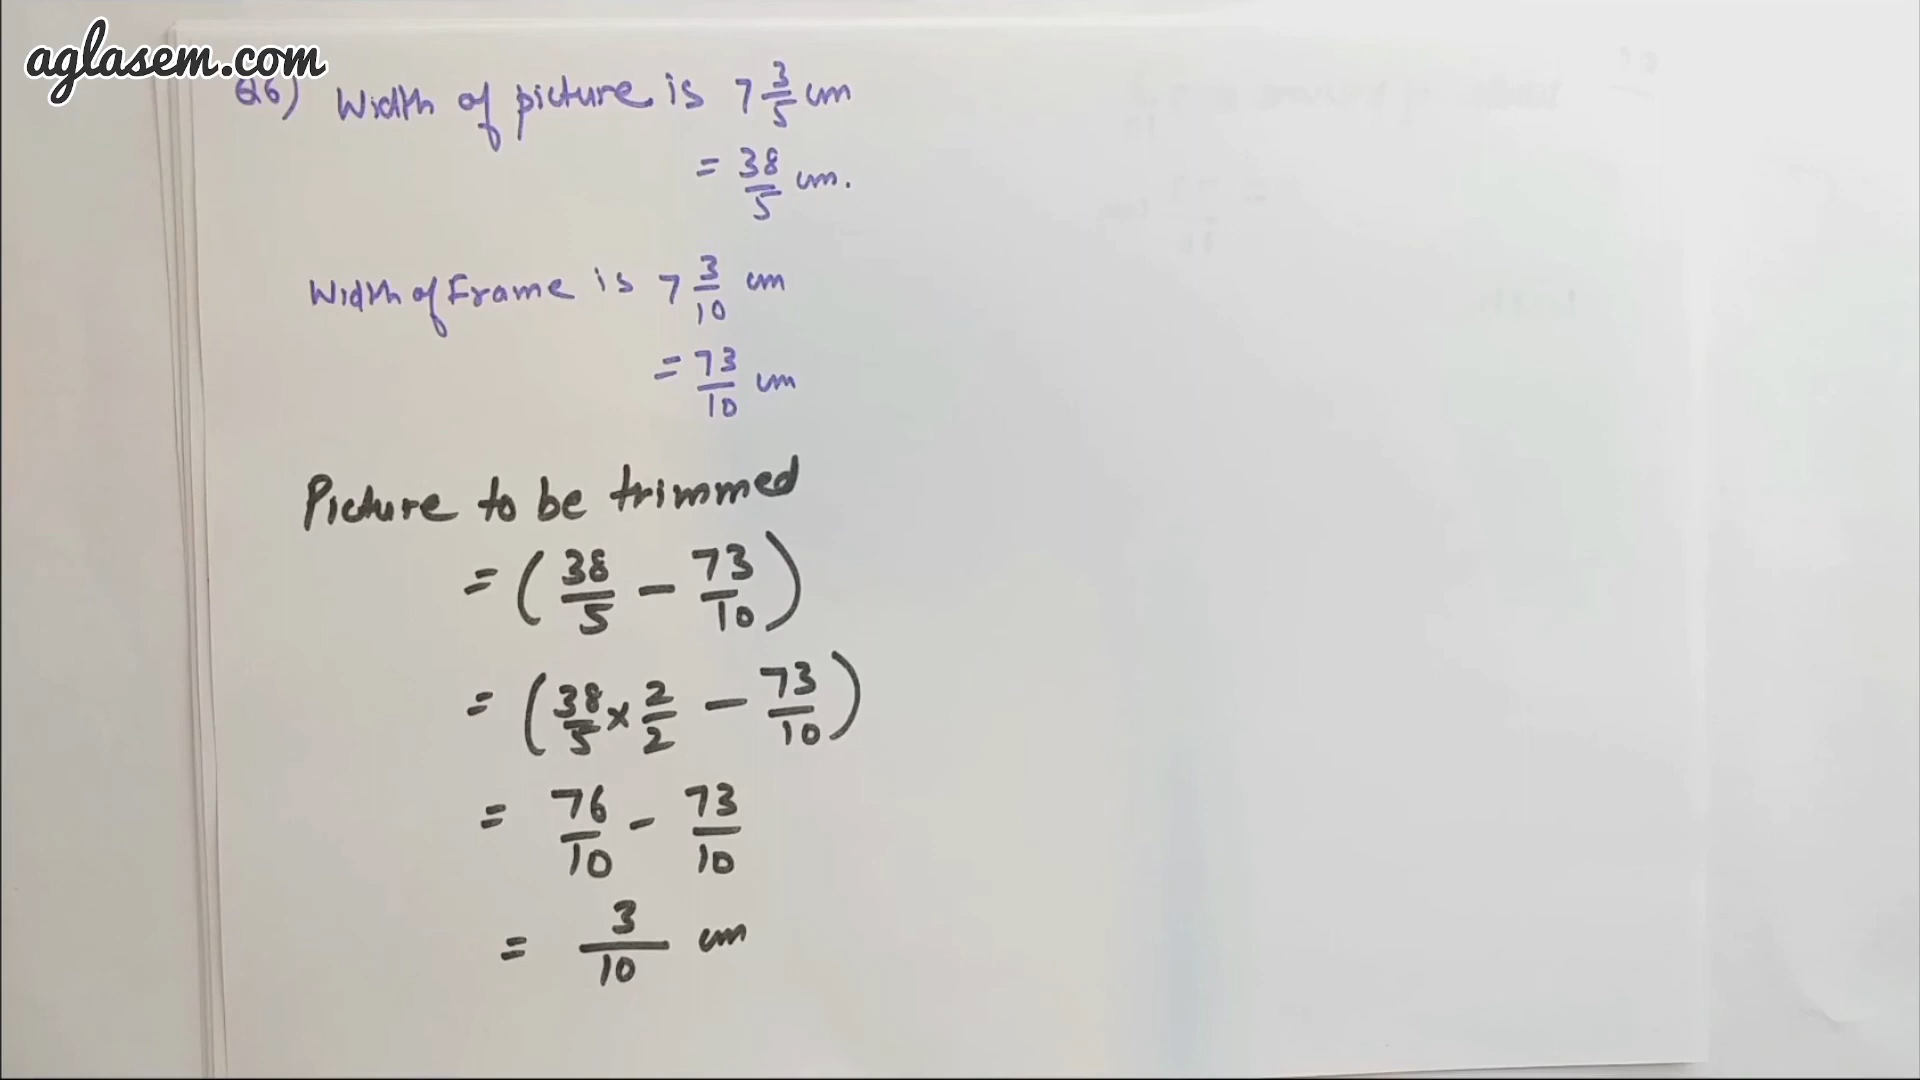 aglasem.com
Q6) Width of picture is 7 3/5 cm
= 38/5 cm.
Width of Frame is 7 3/10 cm
= 73/10 cm
Picture to be trimmed
= (38/5 - 73/10)
= (38/5 × 2/2 - 73/10)
= 76/10 - 73/10
= 3/10 cm